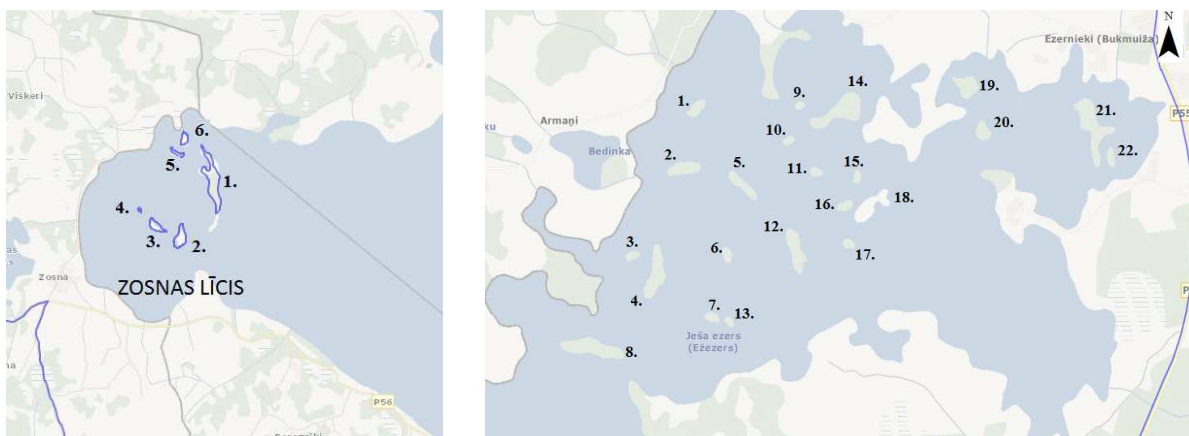 Viškeri
6.
5.
1.
4.
3.
2.
Zosna
ZOSNAS LĪCIS
P56
N
Ezernieki (Bukmuiža)
P55
14.
19.
9.
1.
21.
Armaņi
10.
20.
Bedinka
2.
5.
11.
15.
22.
16.
18.
12.
3.
6.
17.
4.
7.
13.
Ješa ezers
(Ežezers)
8.